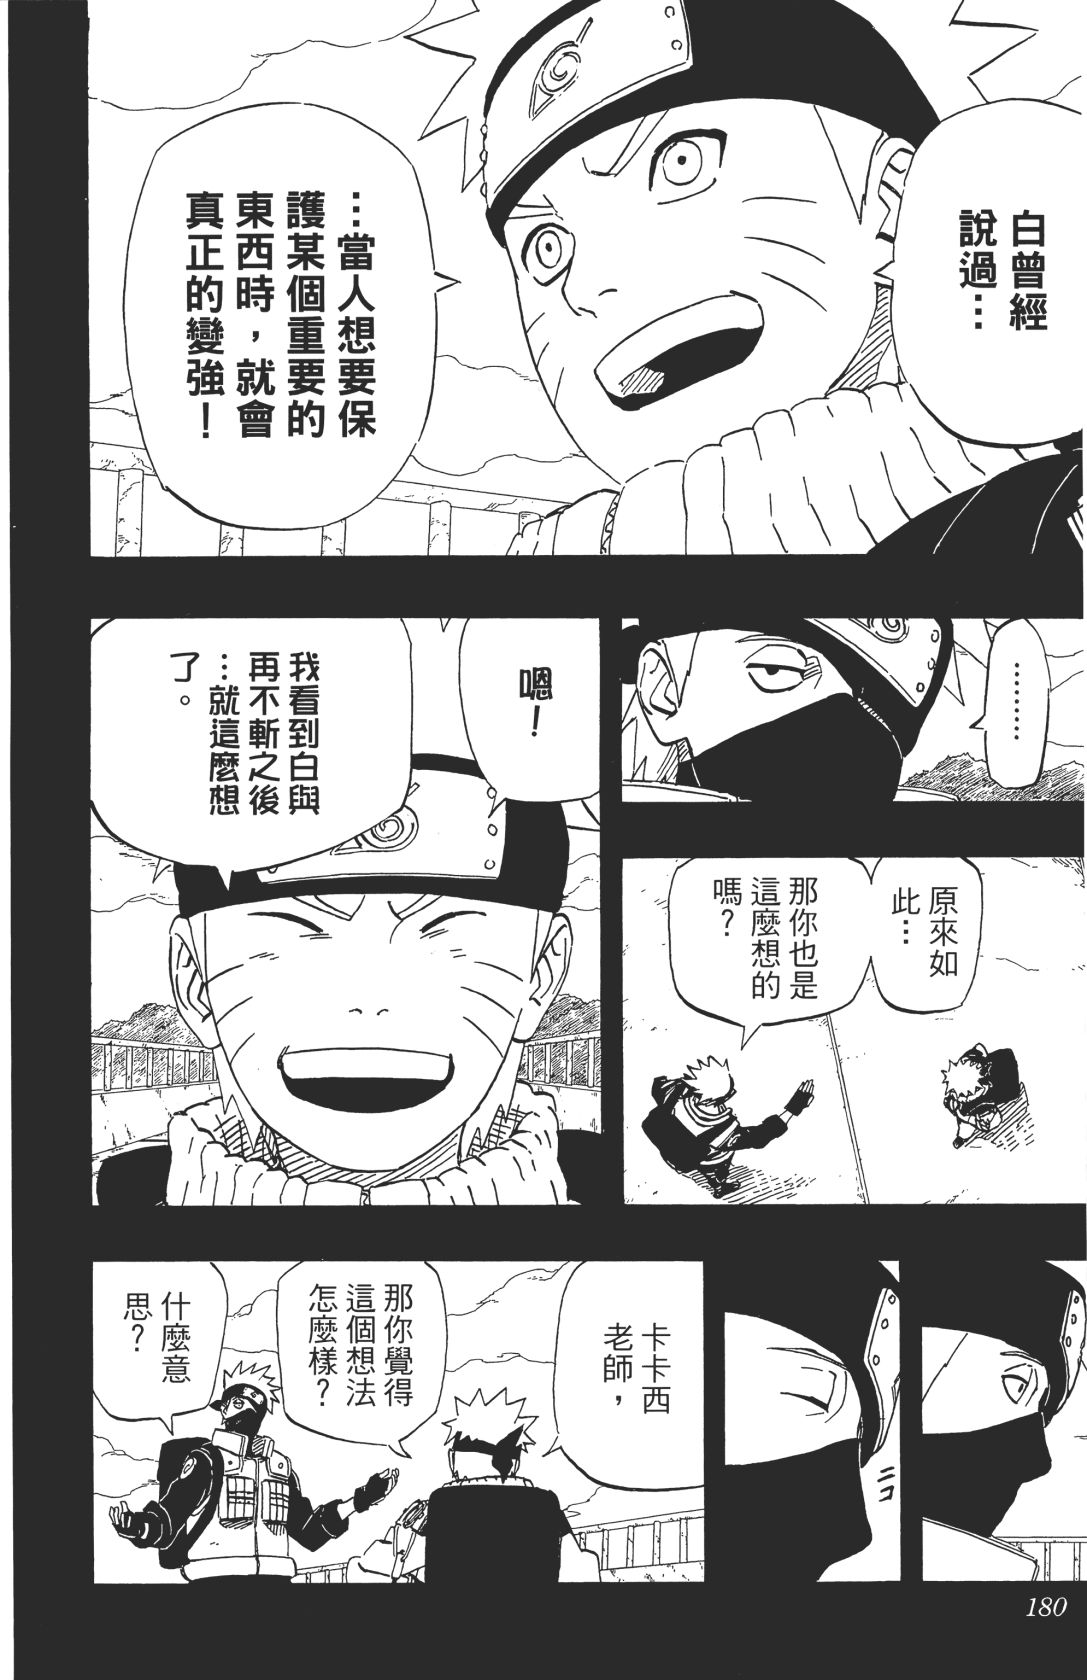 白曾經
說過…
…當人想要保
護某個重要的
東西時，就會
真正的變強！
………
嗯！
我看到白與
再不斬之後
…就這麼想
了。
原來如
此…
那你也是
這麼想的
嗎？
ニコ
卡卡西
老師，
那你覺得
這個想法
怎麼樣？
什麼意
思？
180